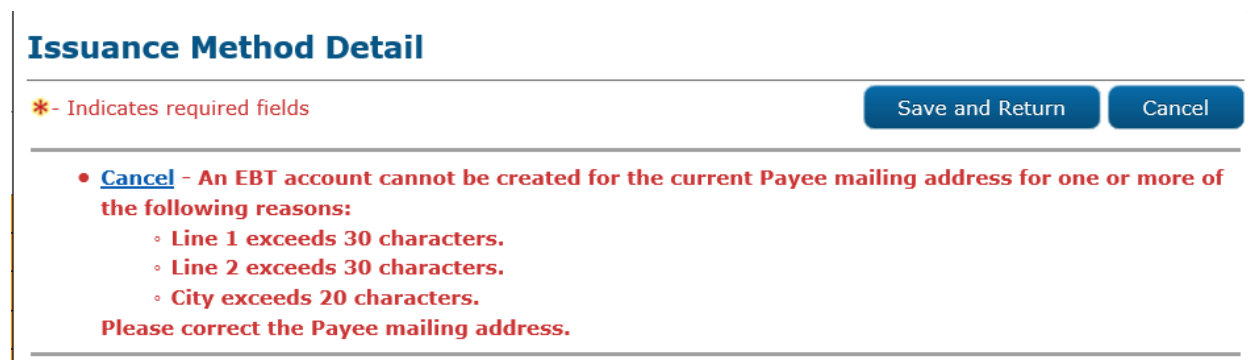 Issuance Method Detail
*- Indicates required fields
Save and Return
Cancel
• Cancel - An EBT account cannot be created for the current Payee mailing address for one or more of
the following reasons:
◦ Line 1 exceeds 30 characters.
◦ Line 2 exceeds 30 characters.
◦ City exceeds 20 characters.
Please correct the Payee mailing address.